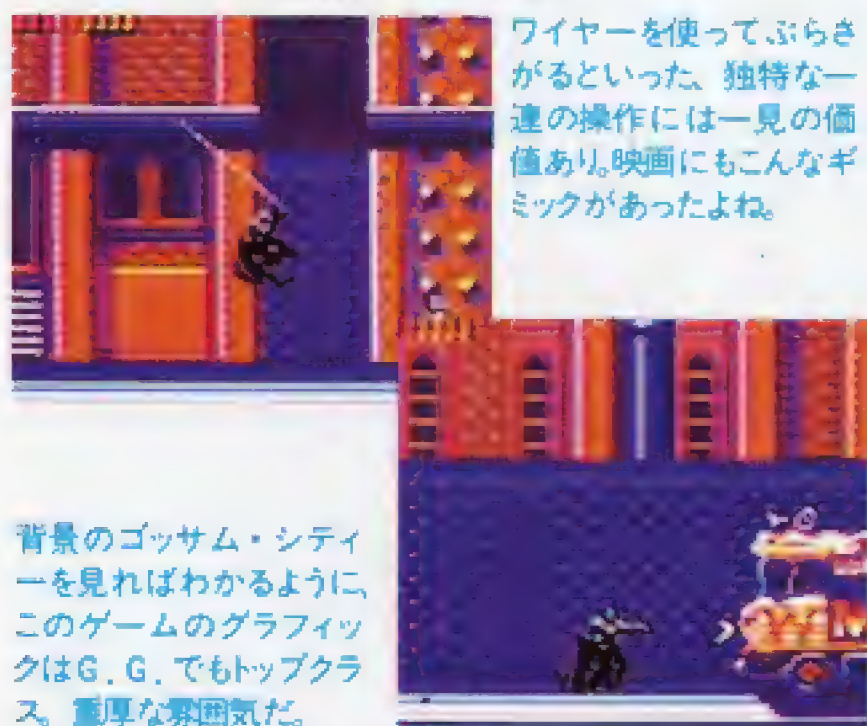 ワイヤーを使ってぶらさ
がるといった、独特な一
連の操作には一見の価
値あり。映画にもこんなギ
ミックがあったよね。
背景のゴッサム・シティ
ーを見ればわかるように、
このゲームのグラフィッ
クはG.G.でもトップクラ
ス。重厚な雰囲気だ。